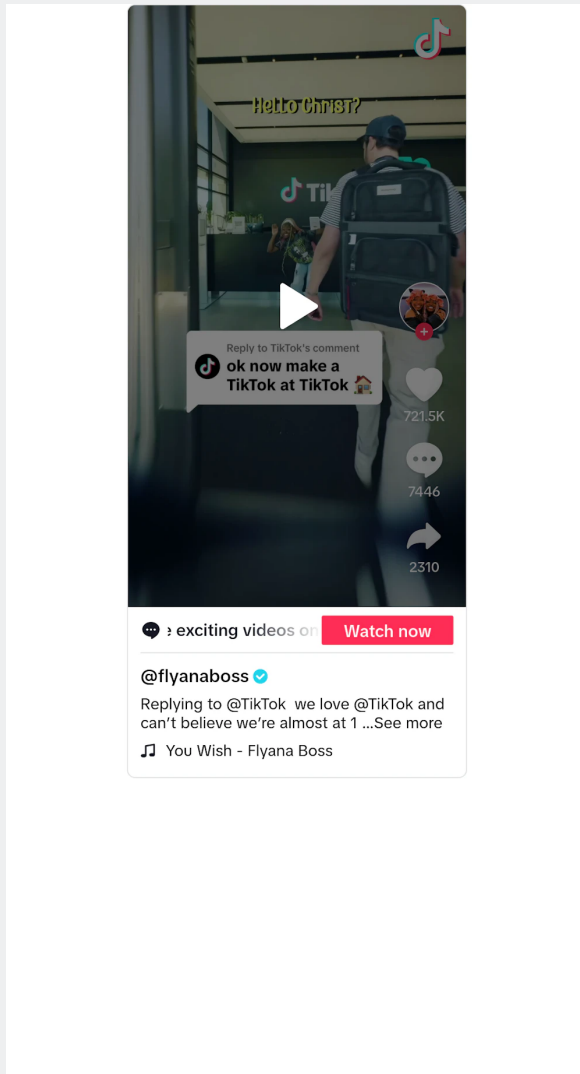 Hello Christ?
Tik
Reply to TikTok's comment
ok now make a
TikTok at TikTok
721.5K
7446
2310
exciting videos on
Watch now
@flyanaboss
Replying to @TikTok we love @TikTok and
can't believe we're almost at 1 ...See more
You Wish - Flyana Boss